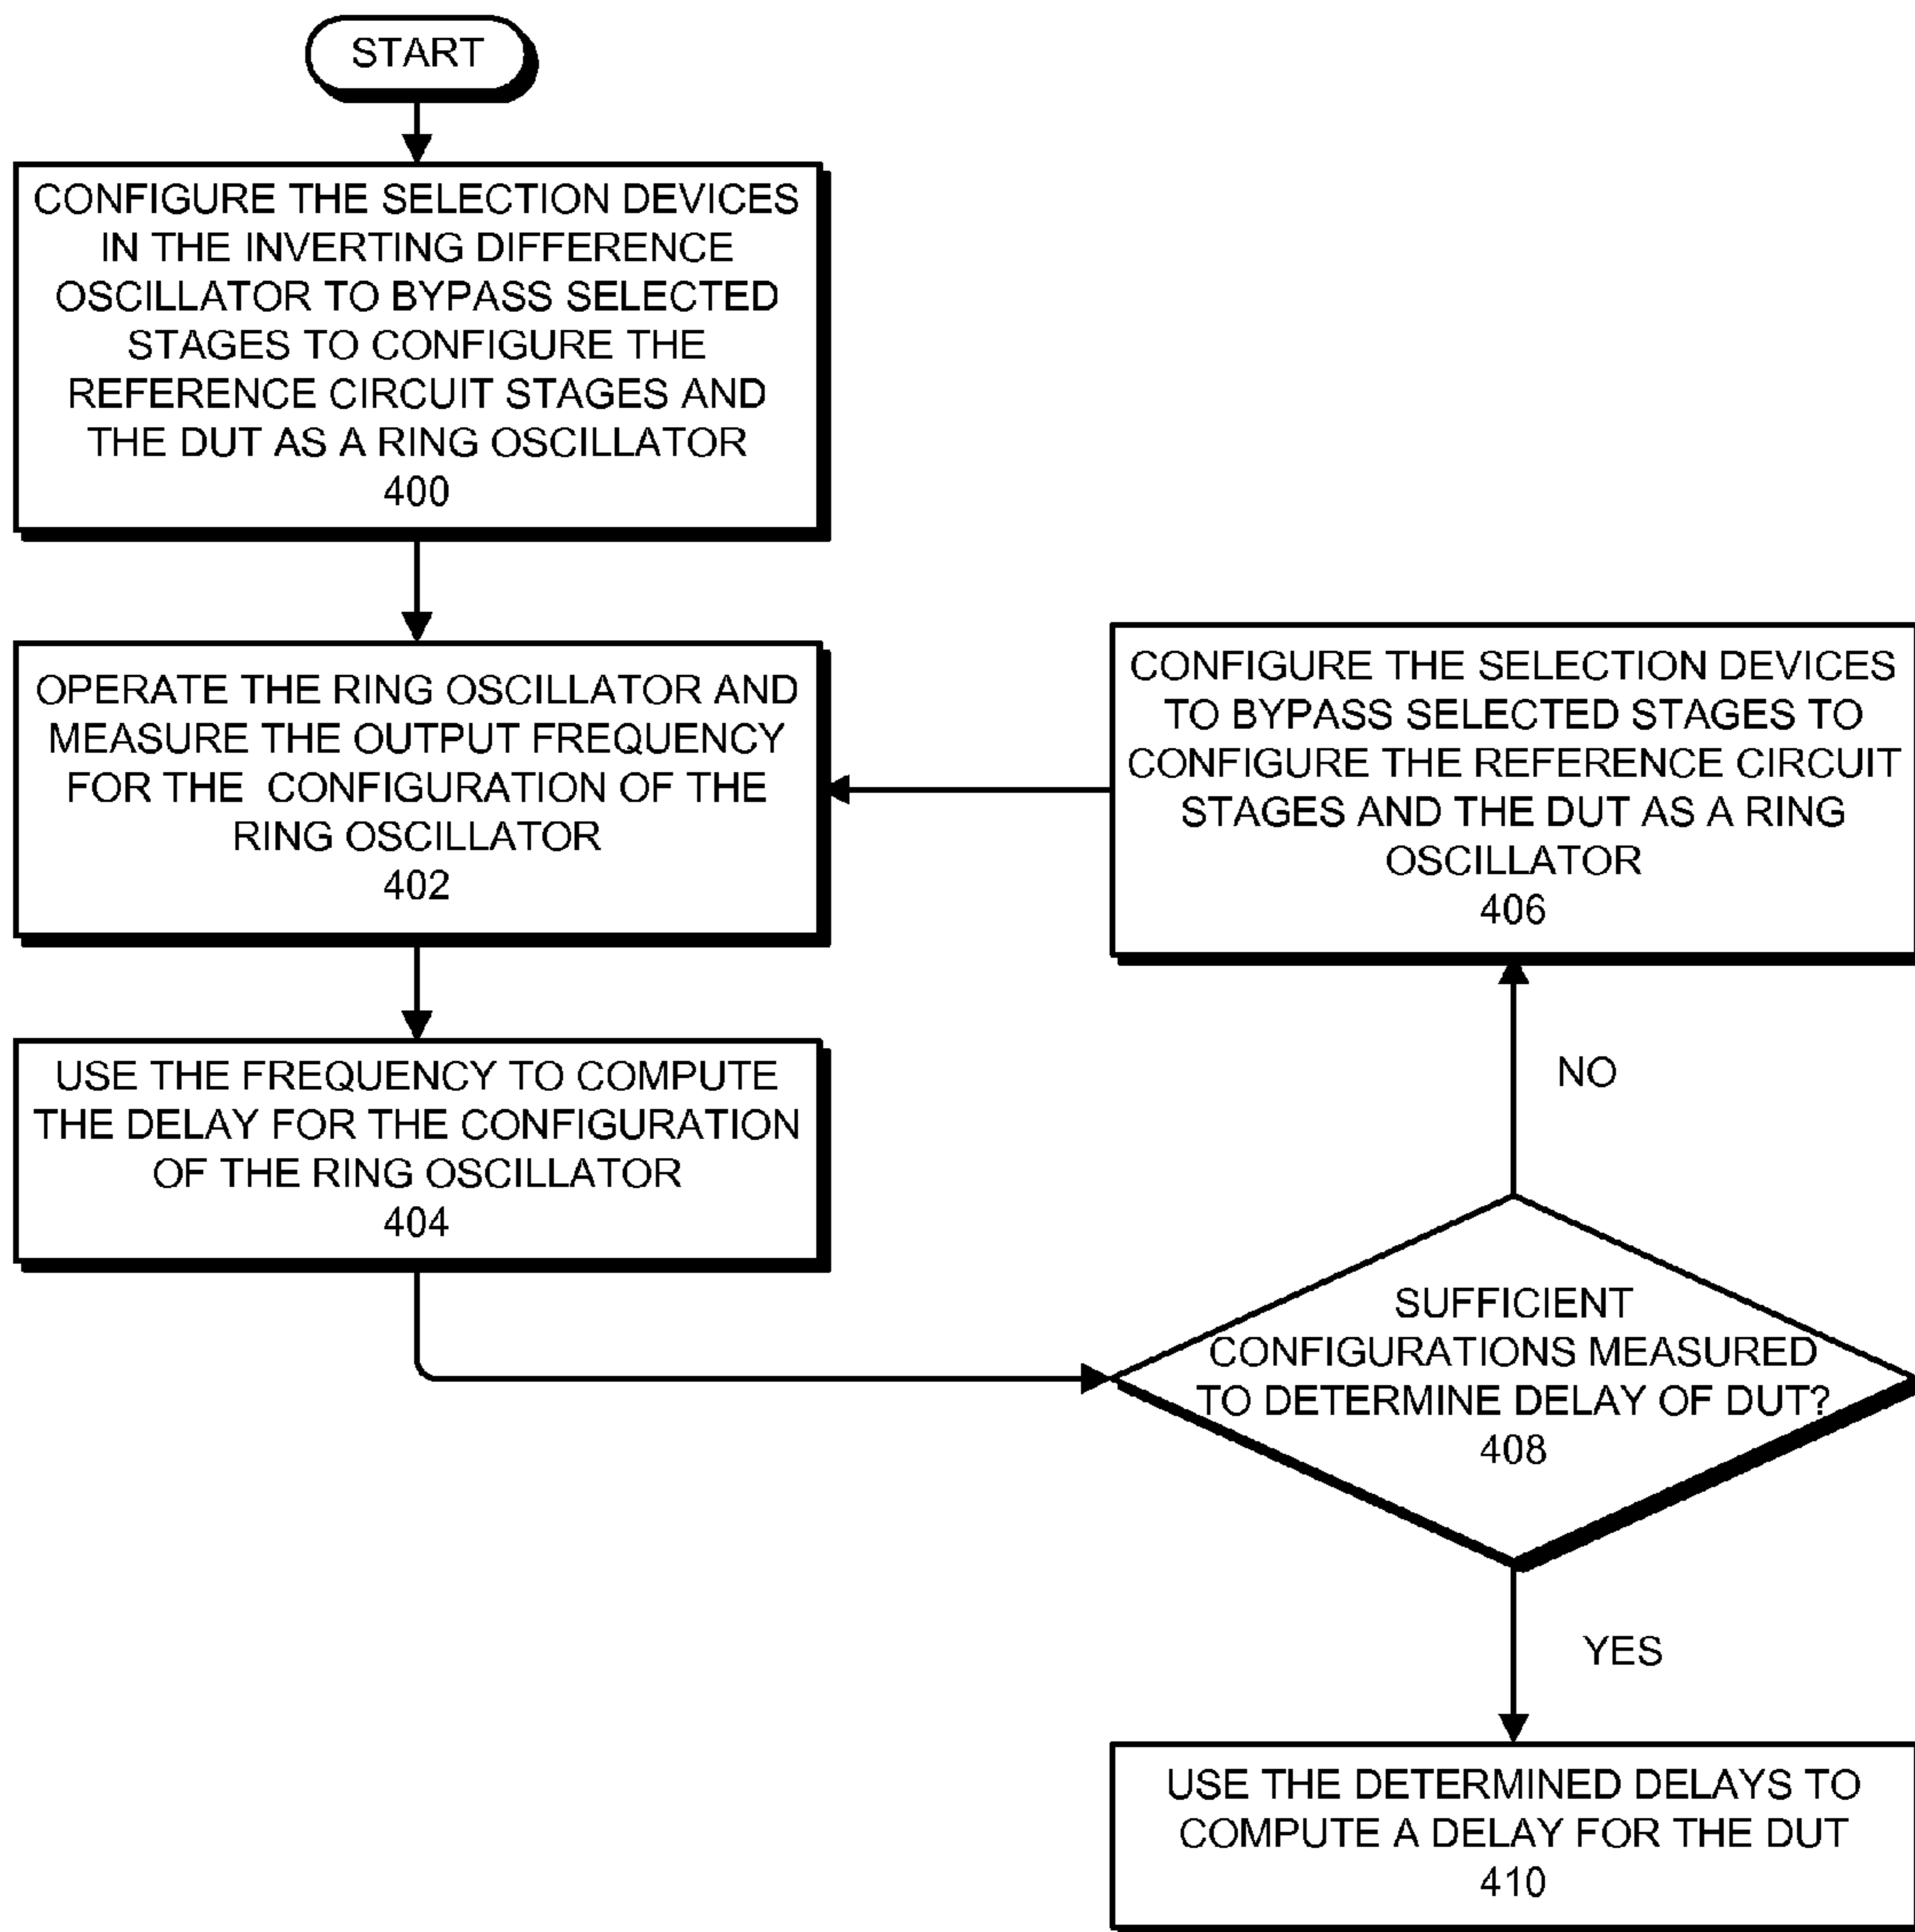 START
CONFIGURE THE SELECTION DEVICES
IN THE INVERTING DIFFERENCE
OSCILLATOR TO BYPASS SELECTED
STAGES TO CONFIGURE THE
REFERENCE CIRCUIT STAGES AND
THE DUT AS A RING OSCILLATOR
400
OPERATE THE RING OSCILLATOR AND
MEASURE THE OUTPUT FREQUENCY
FOR THE CONFIGURATION OF THE
RING OSCILLATOR
402
USE THE FREQUENCY TO COMPUTE
THE DELAY FOR THE CONFIGURATION
OF THE RING OSCILLATOR
404
CONFIGURE THE SELECTION DEVICES
TO BYPASS SELECTED STAGES TO
CONFIGURE THE REFERENCE CIRCUIT
STAGES AND THE DUT AS A RING
OSCILLATOR
406
NO
SUFFICIENT
CONFIGURATIONS MEASURED
TO DETERMINE DELAY OF DUT?
408
YES
USE THE DETERMINED DELAYS TO
COMPUTE A DELAY FOR THE DUT
410